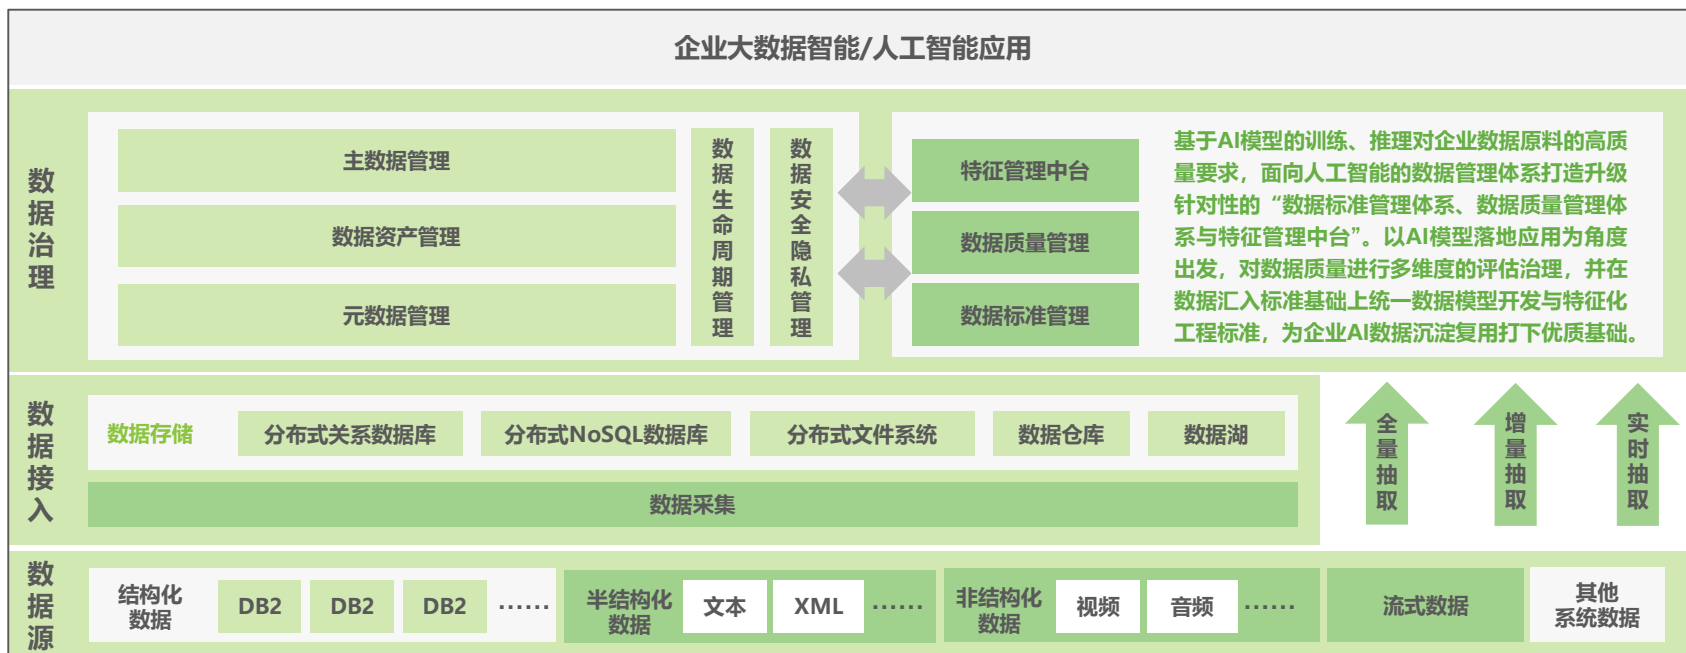 企业大数据智能/人工智能应用
数据治理
主数据管理
数据资产管理
元数据管理
数据生命周期管理
数据安全隐私管理
特征管理中台
数据质量管理
数据标准管理
基于AI模型的训练、推理对企业数据原料的高质
量要求，面向人工智能的数据管理体系打造升级
针对性的“数据标准管理体系、数据质量管理体
系与特征管理中台”。以AI模型落地应用为角度
出发，对数据质量进行多维度的评估治理，并在
数据汇入标准基础上统一数据模型开发与特征化
工程标准，为企业AI数据沉淀复用打下优质基础。
数据接入
数据存储
分布式关系数据库
分布式NoSQL数据库
分布式文件系统
数据仓库
数据湖
数据采集
全量抽取
增量抽取
实时抽取
数据源
结构化
数据
DB2
DB2
DB2
……
半结构化
数据
文本
XML
……
非结构化
数据
视频
音频
……
流式数据
其他
系统数据